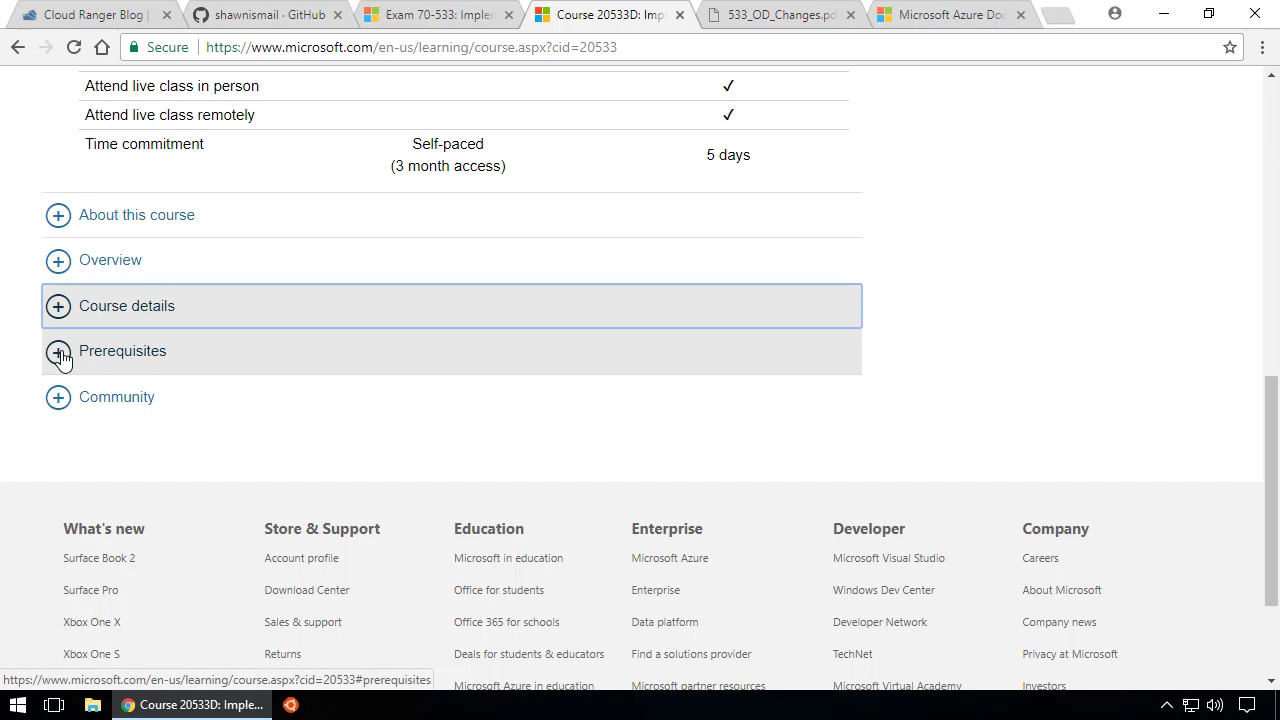 Cloud Ranger Blog |
shawnismail · GitHub
Exam 70-533: Implem
Course 20533D: Impl
533_OD_Changes.pd
Microsoft Azure Doc
Secure
https://www.microsoft.com/en-us/learning/course.aspx?cid=20533
Attend live class in person ✓
Attend live class remotely ✓
Time commitment
Self-paced
(3 month access)
5 days
About this course
Overview
Course details
Prerequisites
Community
What's new
Surface Book 2
Surface Pro
Xbox One X
Xbox One S
Store & Support
Account profile
Download Center
Sales & support
Returns
Education
Microsoft in education
Office for students
Office 365 for schools
Deals for students & educators
Microsoft Azure in education
Enterprise
Microsoft Azure
Enterprise
Data platform
Find a solutions provider
Microsoft partner resources
Developer
Microsoft Visual Studio
Windows Dev Center
Developer Network
TechNet
Microsoft Virtual Academy
Company
Careers
About Microsoft
Company news
Privacy at Microsoft
Investors
https://www.microsoft.com/en-us/learning/course.aspx?cid=20533#prerequisites
Course 20533D: Imple...